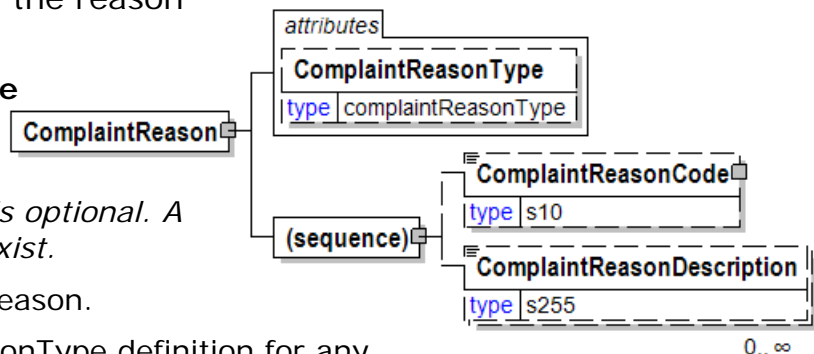 the reason
attributes
ComplaintReasonType
type complaintReasonType
ComplaintReason
ComplaintReasonCode
type s10
s optional. A
(sequence)
xist.
ComplaintReasonDescription
eason.
type s255
onType definition for any
0..∞